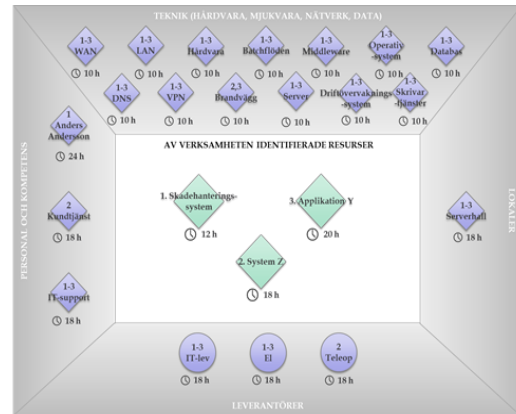 TEKNIK (HÅRDVARA, MJUKVARA, NÄTVERK, DATA)
1-3
WAN
10 h
1-3
LAN
10 h
1-3
Hårdvara
10 h
1-3
Batchflöden
10 h
1-3
Middleware
10 h
1-3
Operativ-
system
10 h
1-3
Databas
10 h
1-3
DNS
10 h
1-3
VPN
10 h
2,3
Brandvägg
10 h
1-3
Server
10 h
1-3
Driftövervaknings-
-system
10 h
1-3
Skrivar
-tjänster
10 h
PERSONAL OCH KOMPETENS
1
Anders
Andersson
24 h
2
Kundtjänst
18 h
1-3
IT-support
18 h
AV VERKSAMHETEN IDENTIFIERADE RESURSER
1. Skadehanterings-
system
12 h
3. Applikation Y
20 h
2. System Z
18 h
LOKALER
1-3
Serverhall
18 h
1-3
IT-lev
18 h
1-3
El
18 h
2
Teleop
18 h
LEVERANTÖRER